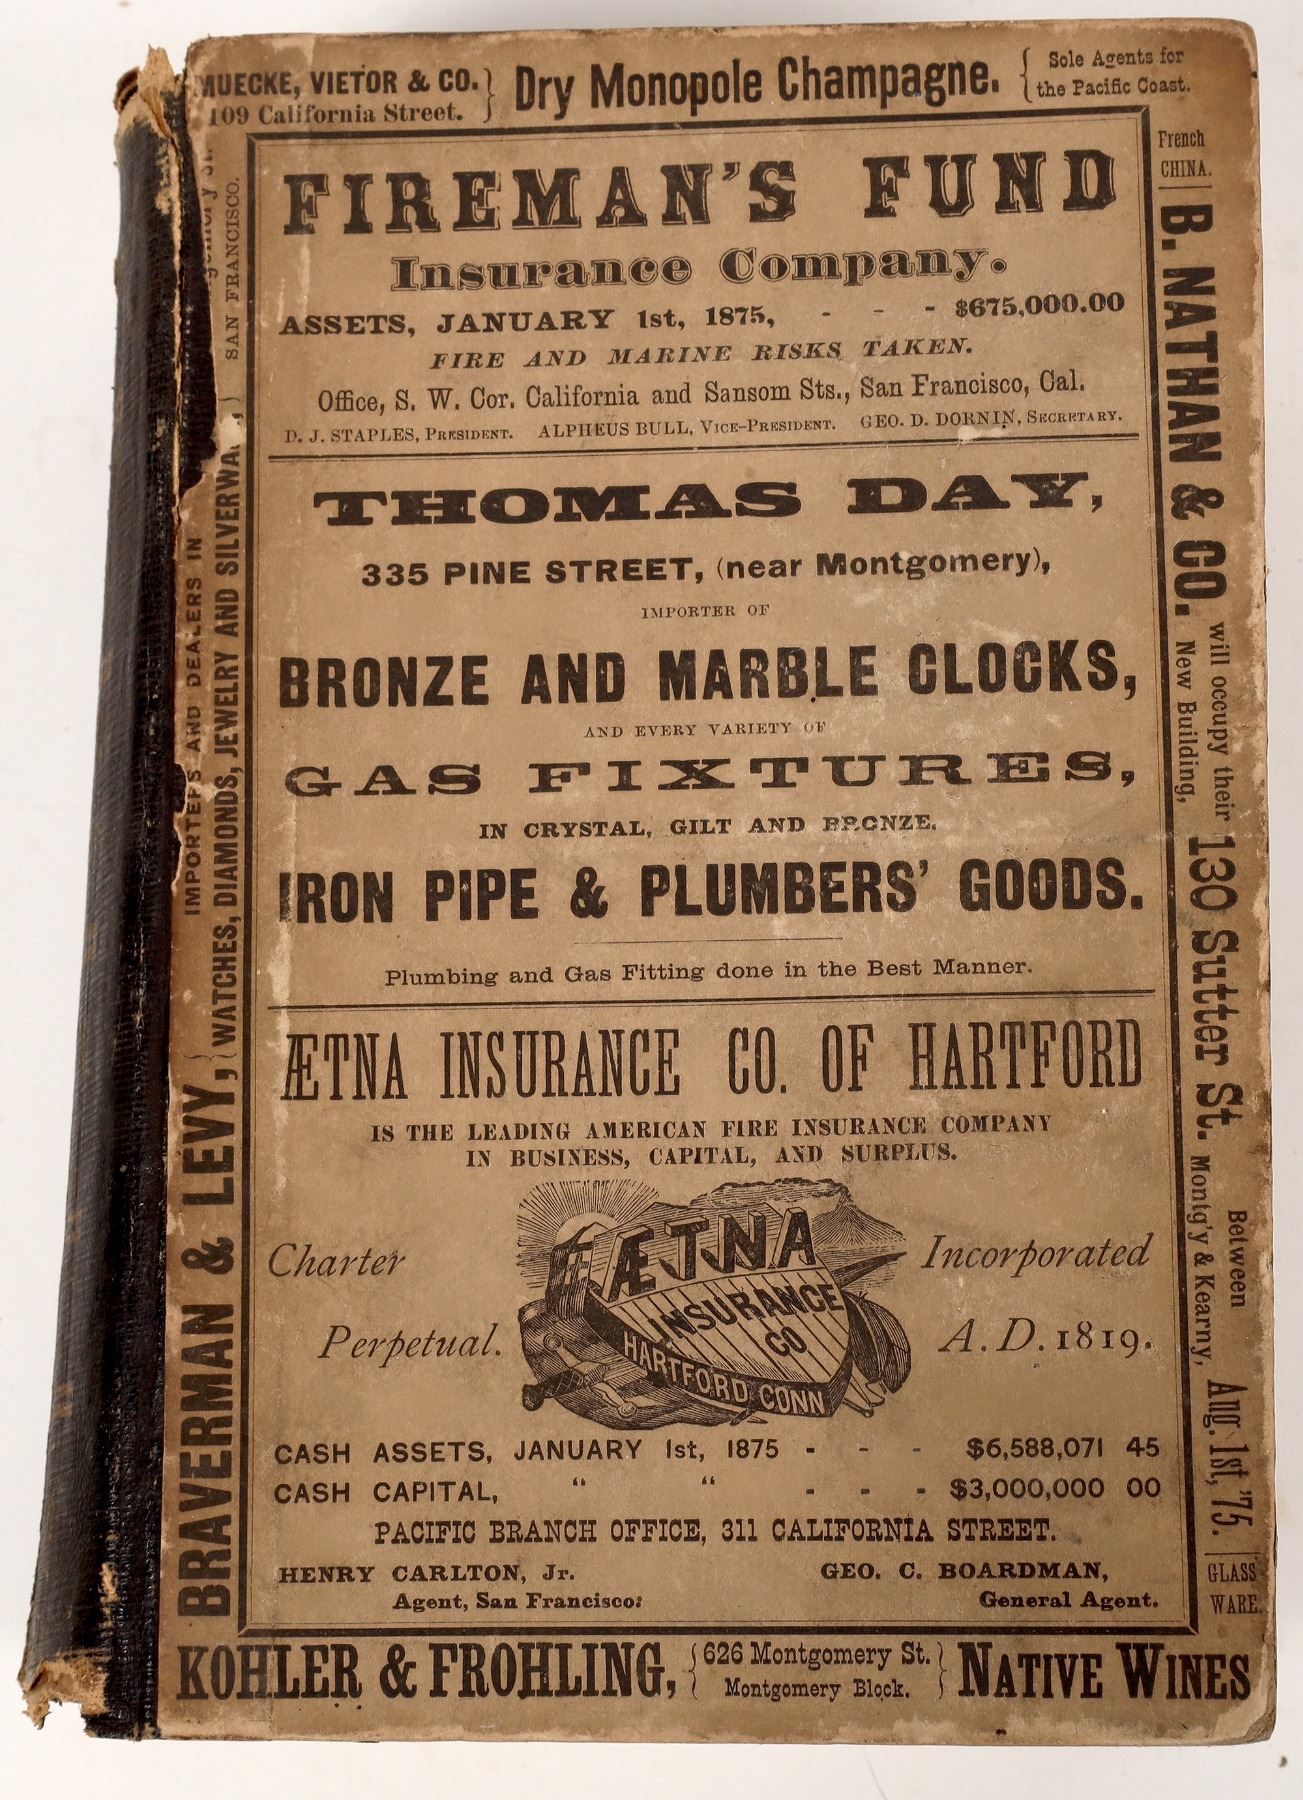 MUECKE, VIETOR & CO.
109 California Street.
Dry Monopole Champagne.
Sole Agents for
the Pacific Coast.
FIREMAN'S FUND
Insurance Company.
ASSETS, JANUARY 1st, 1875, - - - $675,000.00
FIRE AND MARINE RISKS TAKEN.
Office, S. W. Cor. California and Sansom Sts., San Francisco, Cal.
D. J. STAPLES, PRESIDENT. ALPHEUS BULL, VICE-PRESIDENT. GEO. D. DORNIN, SECRETARY.
THOMAS DAY,
335 PINE STREET, (near Montgomery),
IMPORTER OF
BRONZE AND MARBLE CLOCKS,
AND EVERY VARIETY OF
GAS FIXTURES,
IN CRYSTAL, GILT AND BRONZE.
IRON PIPE & PLUMBERS' GOODS.
Plumbing and Gas Fitting done in the Best Manner.
ÆTNA INSURANCE CO. OF HARTFORD
IS THE LEADING AMERICAN FIRE INSURANCE COMPANY
IN BUSINESS, CAPITAL, AND SURPLUS.
Charter
Perpetual.
ÆTNA
INSURANCE
CO
HARTFORD CONN
Incorporated
A.D. 1819.
CASH ASSETS, JANUARY 1st, 1875 - - - $6,588,071 45
CASH CAPITAL, " " - - - $3,000,000 00
PACIFIC BRANCH OFFICE, 311 CALIFORNIA STREET.
HENRY CARLTON, Jr.
Agent, San Francisco.
GEO. C. BOARDMAN,
General Agent.
BRAVERMAN & LEVY,
IMPORTERS AND DEALERS IN
WATCHES, DIAMONDS, JEWELRY AND SILVERWA
SAN FRANCISCO.
French
CHINA.
B. NATHAN & CO.
will occupy their
New Building,
130 Sutter St.
Between
Montg'y & Kearny,
Aug. 1st, '75.
GLASS
WARE.
KOHLER & FROHLING,
626 Montgomery St.
Montgomery Block.
NATIVE WINES